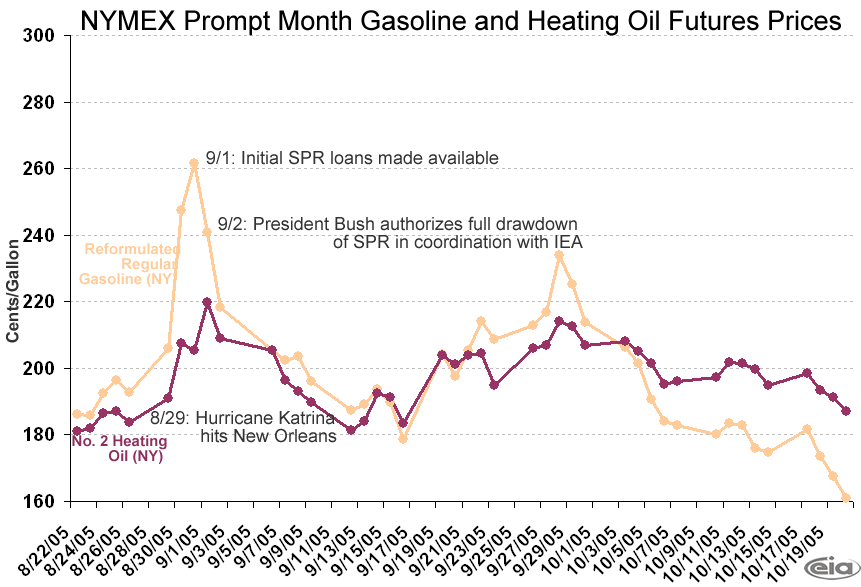 NYMEX Prompt Month Gasoline and Heating Oil Futures Prices
300
280
260
240
220
200
180
160
Cents/Gallon
9/1: Initial SPR loans made available
9/2: President Bush authorizes full drawdown
of SPR in coordination with IEA
Reformulated
Regular
Gasoline (NY)
8/29: Hurricane Katrina
hits New Orleans
No. 2 Heating
Oil (NY)
8/22/05
8/24/05
8/26/05
8/28/05
8/30/05
9/1/05
9/3/05
9/5/05
9/7/05
9/9/05
9/11/05
9/13/05
9/15/05
9/17/05
9/19/05
9/21/05
9/23/05
9/25/05
9/27/05
9/29/05
10/1/05
10/3/05
10/5/05
10/7/05
10/9/05
10/11/05
10/13/05
10/15/05
10/17/05
10/19/05
eia